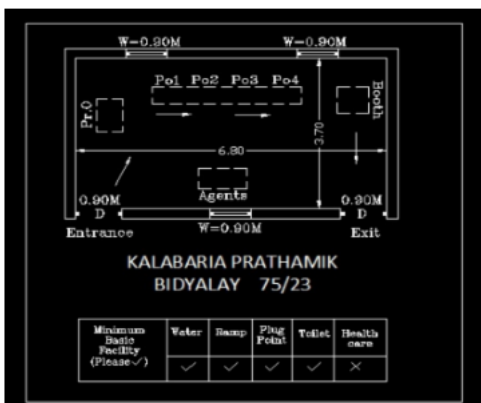 W=0.90M W=0.90M
Po1 Po2 Po3 Po4
Pr.O
Booth
3.70
6.80
Agents
0.90M 0.90M
D D
Entrance W=0.90M Exit
KALABARIA PRATHAMIK
BIDYALAY 75/23
Minimum
Basic
Facility
(Please✓)
Water
Ramp
Plug
Point
Toilet
Health
care
✓ ✓ ✓ ✓ ×